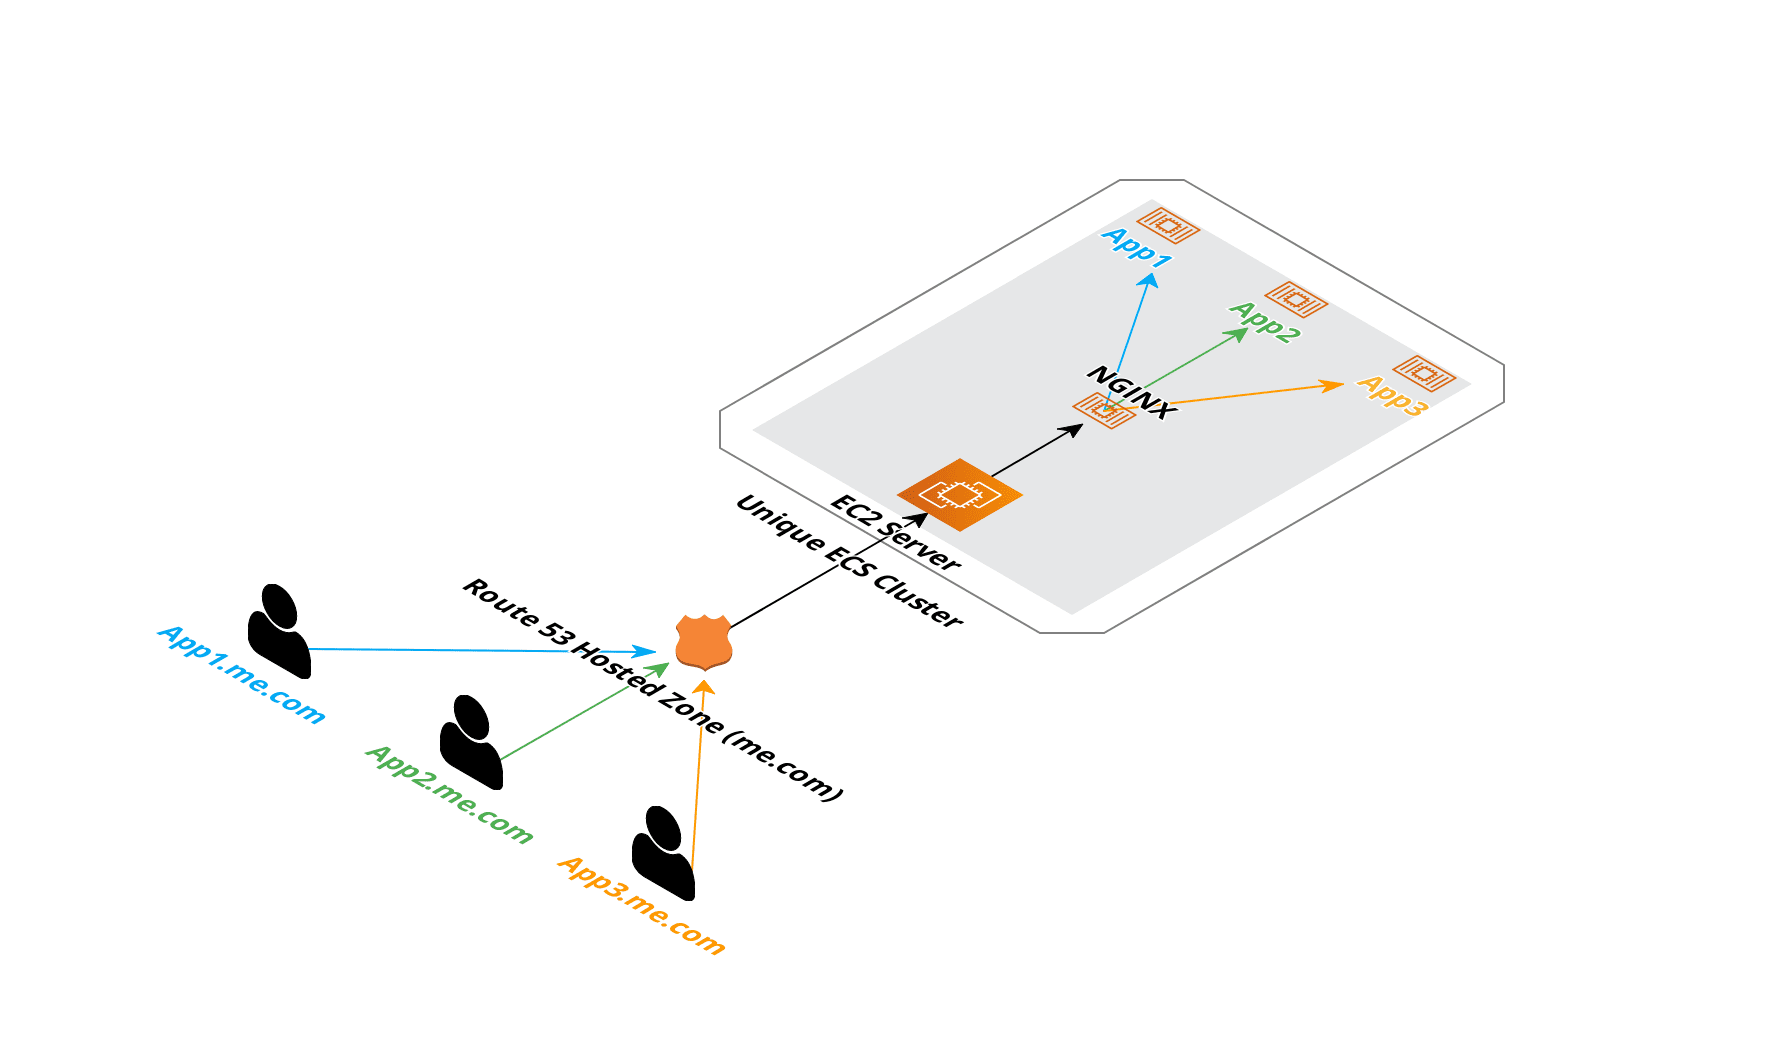 App1
App2
App3
NGINX
EC2 Server
Unique ECS Cluster
Route 53 Hosted Zone (me.com)
App1.me.com
App2.me.com
App3.me.com